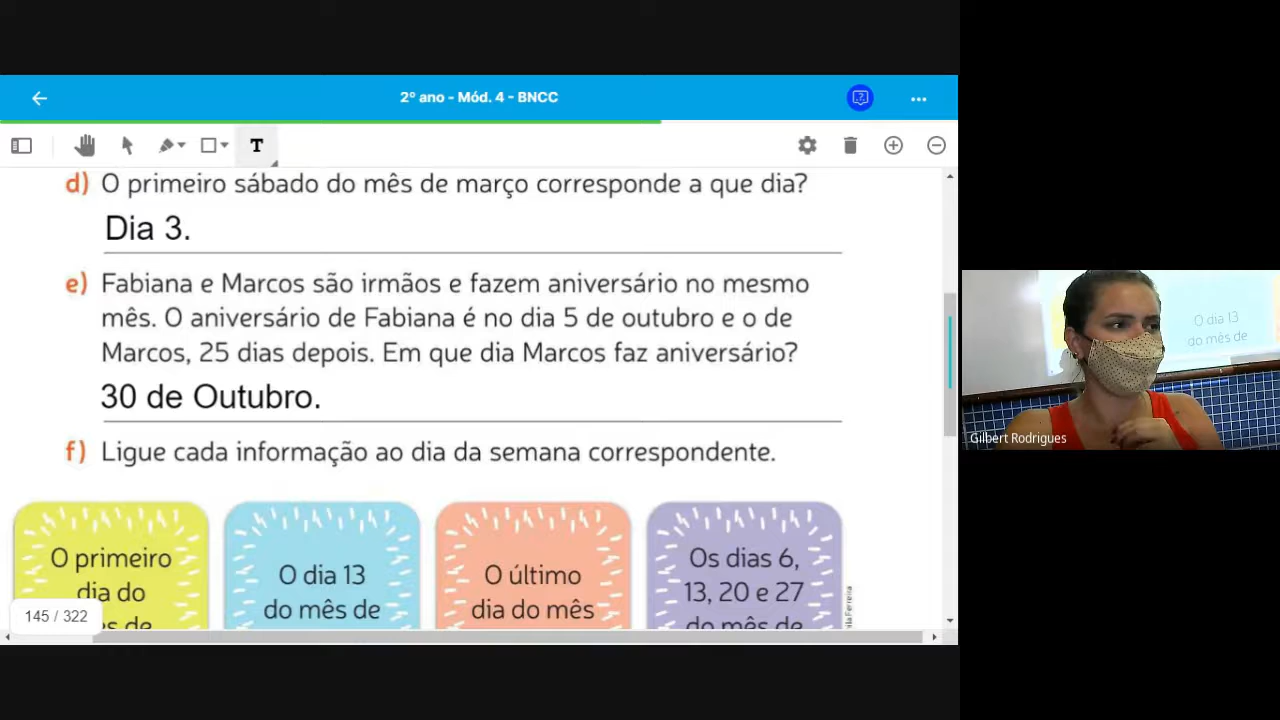 2º ano - Mód. 4 - BNCC
T
d) O primeiro sábado do mês de março corresponde a que dia?
Dia 3.
e) Fabiana e Marcos são irmãos e fazem aniversário no mesmo
mês. O aniversário de Fabiana é no dia 5 de outubro e o de
Marcos, 25 dias depois. Em que dia Marcos faz aniversário?
30 de Outubro.
f) Ligue cada informação ao dia da semana correspondente.
O primeiro
dia do
O dia 13
do mês de
O último
dia do mês
Os dias 6,
13, 20 e 27
do mês de
145 / 322
O dia 13
do mês de
Gilbert Rodrigues